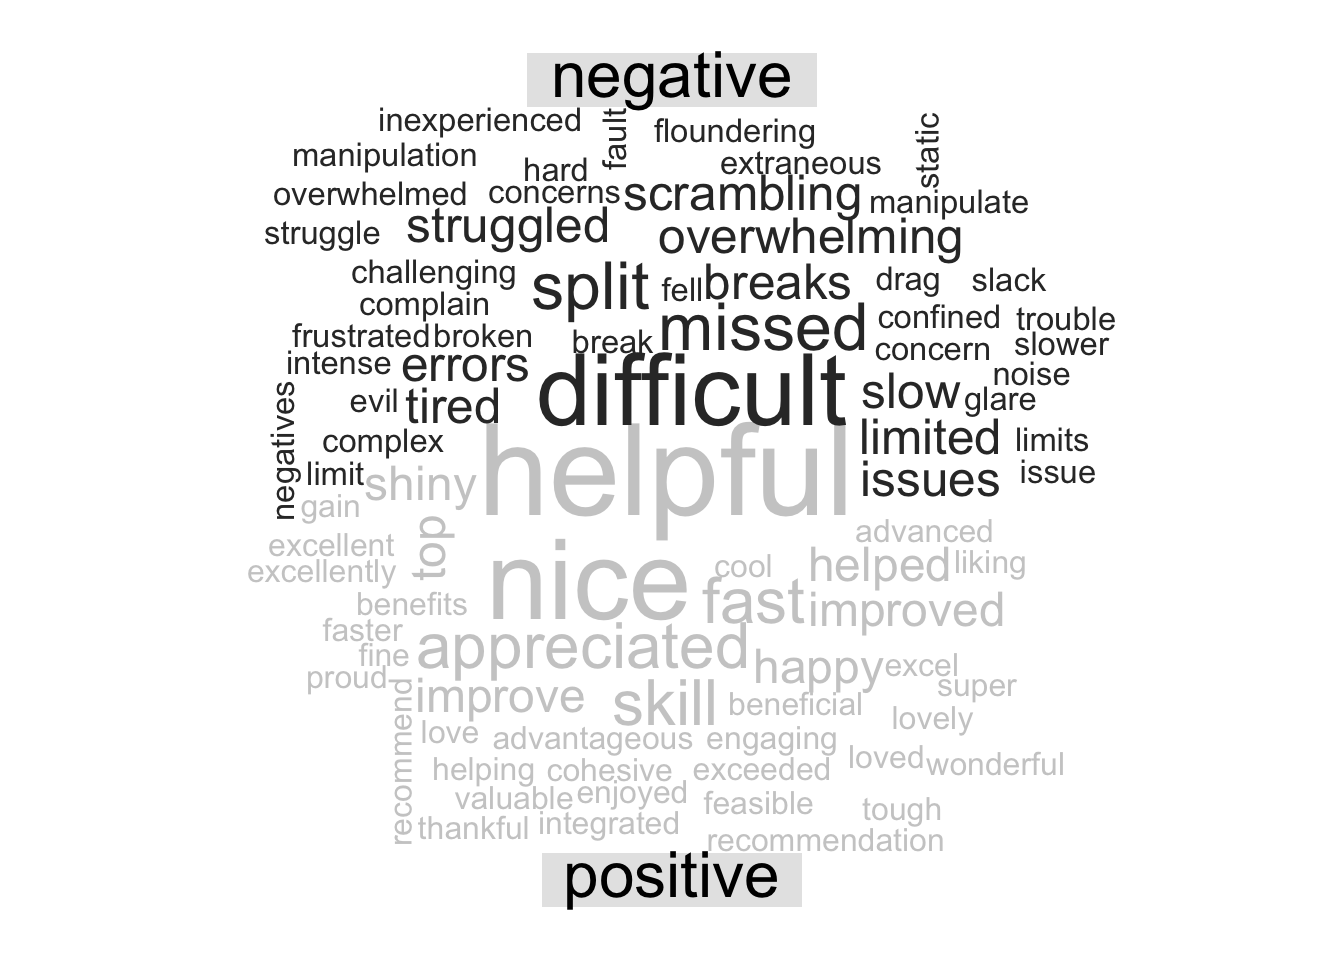 negative
inexperienced fault floundering static
manipulation hard extraneous
overwhelmed concerns scrambling manipulate
struggle struggled overwhelming
challenging split fell breaks drag slack
complain missed confined trouble
frustrated broken break concern slower
intense errors difficult noise
negatives evil tired slow glare
complex limited limits
limit shiny helpful issues issue
gain
excellent top nice cool helped liking advanced
excellently
benefits fast improved
faster appreciated
fine happy excel
proud improve skill beneficial super
recommend love advantageous engaging lovely
helping cohesive exceeded loved wonderful
valuable enjoyed feasible tough
thankful integrated recommendation
positive